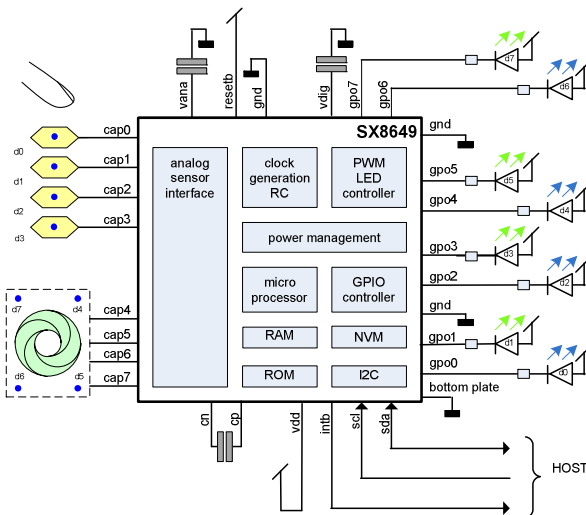 vana
resetb
gnd
vdig
gpo7
gpo6
d7
d6
SX8649
gnd
cap0
d0
cap1
d1
cap2
d2
cap3
d3
analog
sensor
interface
clock
generation
RC
PWM
LED
controller
power management
micro
processor
GPIO
controller
RAM
NVM
ROM
I2C
gpo5
d5
gpo4
d4
gpo3
d3
gpo2
d2
gnd
gpo1
d1
gpo0
d0
bottom plate
d7
d4
cap4
cap5
cap6
d6
d5
cap7
cn
cp
vdd
intb
scl
sda
HOST